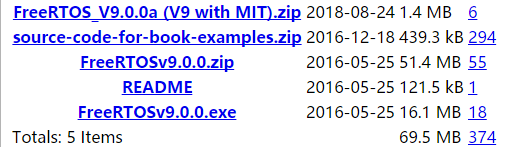 FreeRTOS_V9.0.0a (V9 with MIT).zip 2018-08-24 1.4 MB 6
source-code-for-book-examples.zip 2016-12-18 439.3 kB 294
FreeRTOSv9.0.0.zip 2016-05-25 51.4 MB 55
README 2016-05-25 121.5 kB 1
FreeRTOSv9.0.0.exe 2016-05-25 16.1 MB 18
Totals: 5 Items 69.5 MB 374